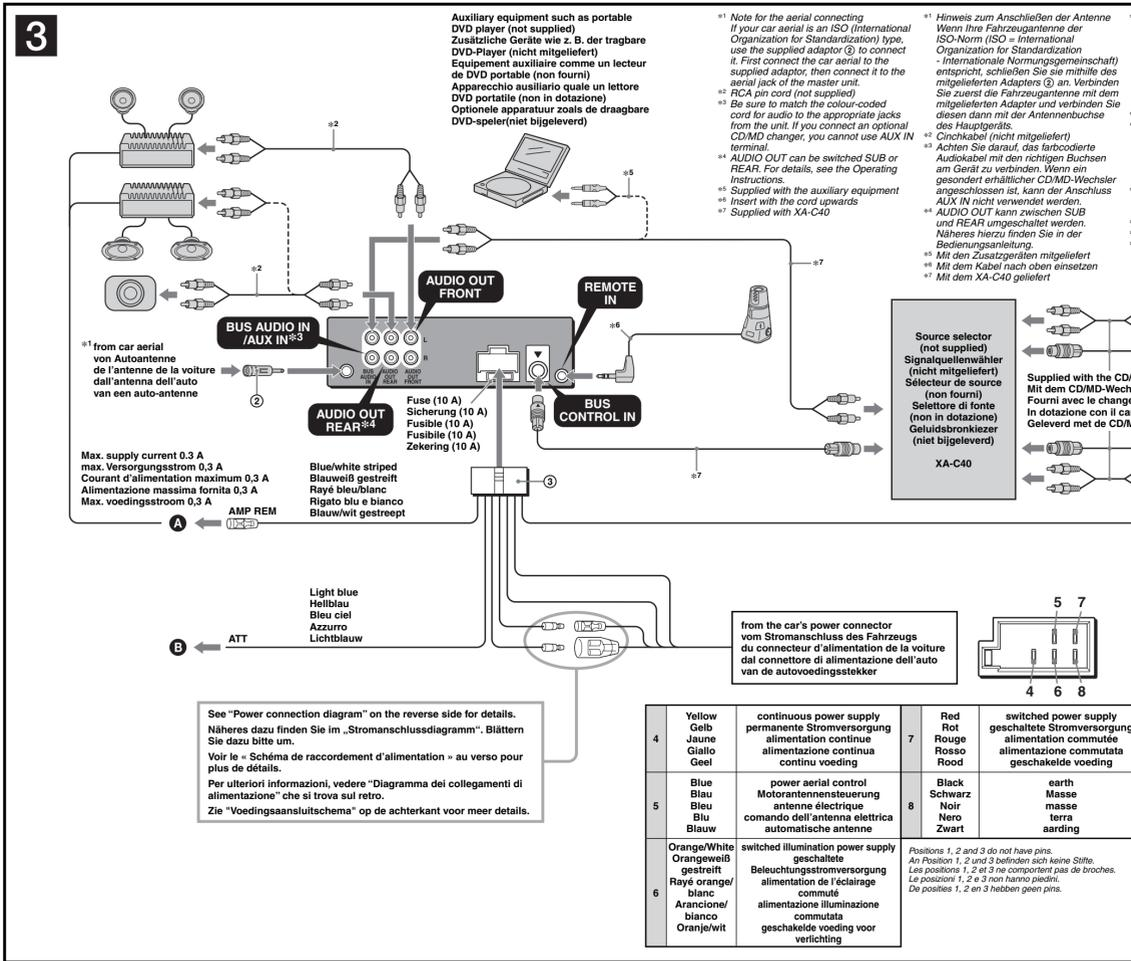 3
Auxiliary equipment such as portable
DVD player (not supplied)
Zusätzliche Geräte wie z. B. der tragbare
DVD-Player (nicht mitgeliefert)
Equipement auxiliaire comme un lecteur
de DVD portable (non fourni)
Apparecchio ausiliario quale un lettore
DVD portatile (non in dotazione)
Optionele apparatuur zoals de draagbare
DVD-speler(niet bijgeleverd)
*1 Note for the aerial connecting
If your car aerial is an ISO (International
Organization for Standardization) type,
use the supplied adaptor ② to connect
it. First connect the car aerial to the
supplied adaptor, then connect it to the
aerial jack of the master unit.
*2 RCA pin cord (not supplied)
*3 Be sure to match the colour-coded
cord for audio to the appropriate jacks
from the unit. If you connect an optional
CD/MD changer, you cannot use AUX IN
terminal.
*4 AUDIO OUT can be switched SUB or
REAR. For details, see the Operating
Instructions.
*5 Supplied with the auxiliary equipment
*6 Insert with the cord upwards
*7 Supplied with XA-C40
*1 Hinweis zum Anschließen der Antenne
Wenn Ihre Fahrzeugantenne der
ISO-Norm (ISO = International
Organization for Standardization
- Internationale Normungsgemeinschaft)
entspricht, schließen Sie sie mithilfe des
mitgelieferten Adapters ② an. Verbinden
Sie zuerst die Fahrzeugantenne mit dem
mitgelieferten Adapter und verbinden Sie
diesen dann mit der Antennenbuchse
des Hauptgeräts.
*2 Cinchkabel (nicht mitgeliefert)
*3 Achten Sie darauf, das farbcodierte
Audiokabel mit den richtigen Buchsen
am Gerät zu verbinden. Wenn ein
gesondert erhältlicher CD/MD-Wechsler
angeschlossen ist, kann der Anschluss
AUX IN nicht verwendet werden.
*4 AUDIO OUT kann zwischen SUB
und REAR umgeschaltet werden.
Näheres hierzu finden Sie in der
Bedienungsanleitung.
*5 Mit den Zusatzgeräten mitgeliefert
*6 Mit dem Kabel nach oben einsetzen
*7 Mit dem XA-C40 geliefert
*2
*5
*2
*7
*6
AUDIO OUT
FRONT
REMOTE
IN
BUS AUDIO IN
/AUX IN*3
L
R
BUS
AUDIO
IN
AUDIO
OUT
REAR
AUDIO
OUT
FRONT
*1 from car aerial
von Autoantenne
de l'antenne de la voiture
dall'antenna dell'auto
van een auto-antenne
②
AUDIO OUT
REAR*4
Fuse (10 A)
Sicherung (10 A)
Fusible (10 A)
Fusibile (10 A)
Zekering (10 A)
BUS
CONTROL IN
*7
Source selector
(not supplied)
Signalquellenwähler
(nicht mitgeliefert)
Sélecteur de source
(non fourni)
Selettore di fonte
(non in dotazione)
Geluidsbronkiezer
(niet bijgeleverd)
XA-C40
Supplied with the CD/
Mit dem CD/MD-Wech
Fourni avec le change
In dotazione con il ca
Geleverd met de CD/M
Max. supply current 0.3 A
max. Versorgungsstrom 0,3 A
Courant d'alimentation maximum 0,3 A
Alimentazione massima fornita 0,3 A
Max. voedingsstroom 0,3 A
Blue/white striped
Blauweiß gestreift
Rayé bleu/blanc
Rigato blu e bianco
Blauw/wit gestreept
③
A
AMP REM
Light blue
Hellblau
Bleu ciel
Azzurro
Lichtblauw
B
ATT
from the car's power connector
vom Stromanschluss des Fahrzeugs
du connecteur d'alimentation de la voiture
dal connettore di alimentazione dell'auto
van de autovoedingsstekker
5 7
4 6 8
See "Power connection diagram" on the reverse side for details.
Näheres dazu finden Sie im „Stromanschlussdiagramm“. Blättern
Sie dazu bitte um.
Voir le « Schéma de raccordement d'alimentation » au verso pour
plus de détails.
Per ulteriori informazioni, vedere "Diagramma dei collegamenti di
alimentazione" che si trova sul retro.
Zie "Voedingsaansluitschema" op de achterkant voor meer details.
4
Yellow continuous power supply
Gelb permanente Stromversorgung
Jaune alimentation continue
Giallo alimentazione continua
Geel continu voeding
7
Red switched power supply
Rot geschaltete Stromversorgung
Rouge alimentation commutée
Rosso alimentazione commutata
Rood geschakelde voeding
5
Blue power aerial control
Blau Motorantennensteuerung
Bleu antenne électrique
Blu comando dell'antenna elettrica
Blauw automatische antenne
8
Black earth
Schwarz Masse
Noir masse
Nero terra
Zwart aarding
6
Orange/White switched illumination power supply
Orangeweiß geschaltete
gestreift Beleuchtungsstromversorgung
Rayé orange/ alimentation de l'éclairage
blanc commuté
Arancione/ alimentazione illuminazione
bianco commutata
Oranje/wit geschakelde voeding voor
verlichting
Positions 1, 2 and 3 do not have pins.
An Position 1, 2 und 3 befinden sich keine Stifte.
Les positions 1, 2 et 3 ne comportent pas de broches.
Le posizioni 1, 2 e 3 non hanno piedini.
De posities 1, 2 en 3 hebben geen pins.